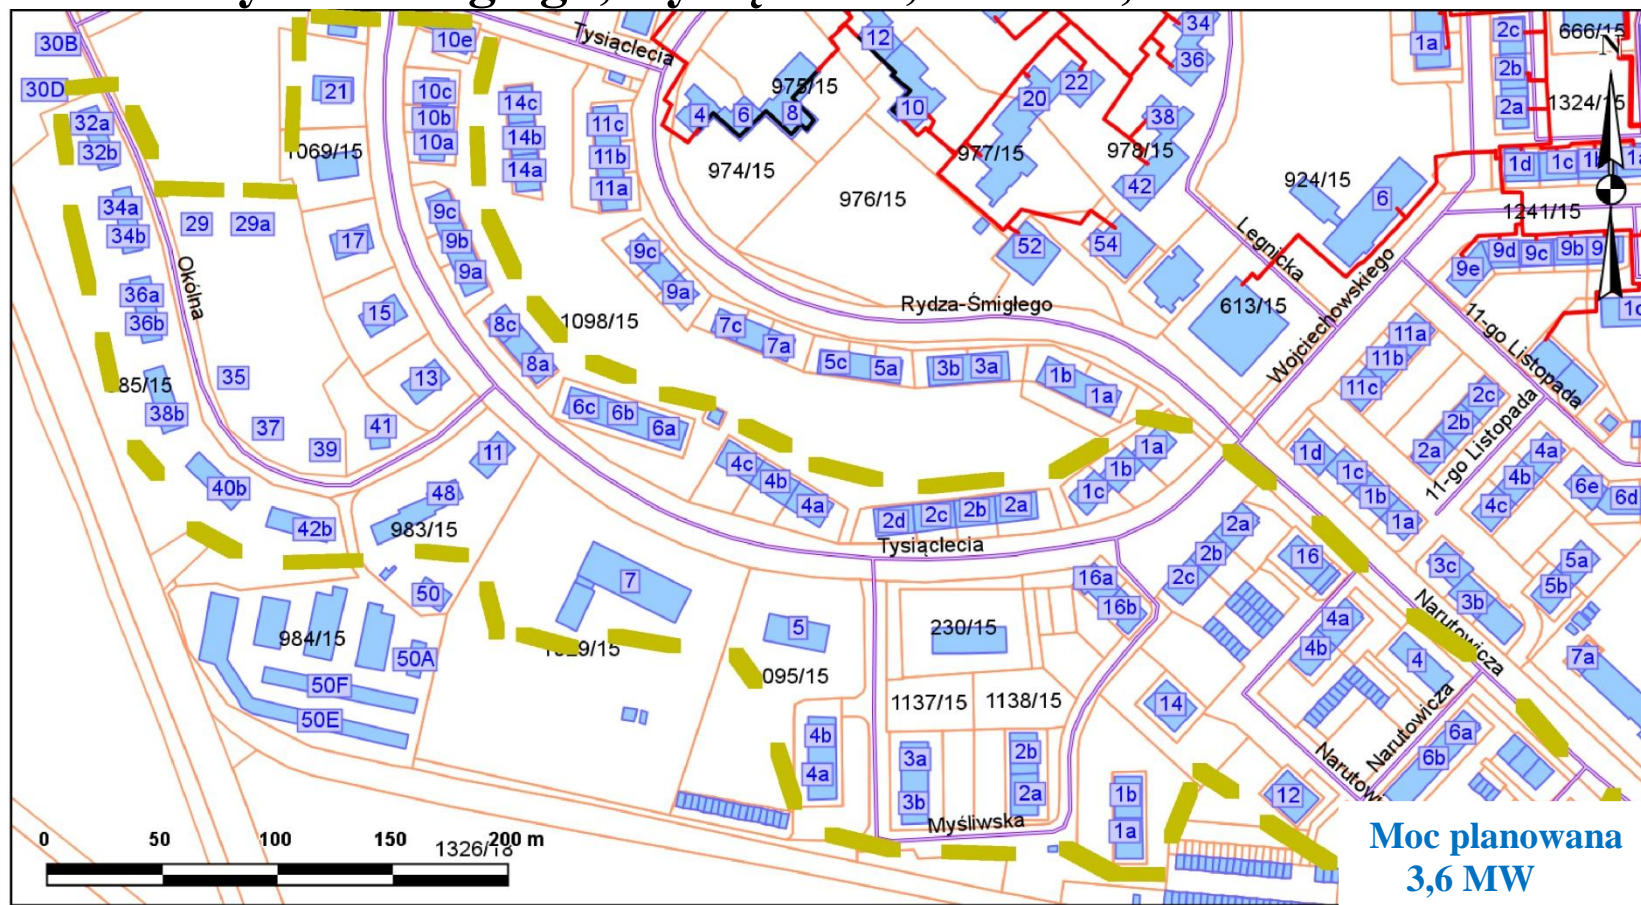 30B
10e
Tysiąclecia
12
34
1a
2c
666/15
N
30D
21
10c
14c
975/15
20
22
36
2b
32a
10b
11c
4
6
8
10
38
2a
1324/15
32b
1069/15
10a
14b
14a
11b
11a
974/15
977/15
978/15
42
924/15
6
1d
1c
1b
1a
34a
29
29a
9c
976/15
1241/15
34b
17
9b
9a
9c
9a
52
54
Legnicka
9e
9d
9c
9b
9
Okólna
36a
36b
15
8c
8a
1098/15
7c
7a
Rydza-Śmigłego
613/15
Wojciechowskiego
11-go Listopada
11a
11b
11c
85/15
35
13
5c
5a
3b
3a
1b
1a
38b
37
39
41
6c
6b
6a
2c
2b
2a
11-go Listopada
40b
11
4c
4b
4a
1a
1b
1c
1d
1c
1b
1a
4a
4b
4c
6e
6d
42b
48
983/15
2d
2c
2b
2a
Tysiąclecia
2a
2b
2c
16
3c
3b
5a
5b
50
7
16a
16b
Narutowicza
984/15
50A
5
230/15
4a
4b
4
7a
50F
50E
095/15
1137/15
1138/15
14
Narutowicza
4b
4a
3a
3b
2b
2a
6a
6b
Myśliwska
1b
1a
12
0 50 100 150 200 m
Moc planowana
3,6 MW